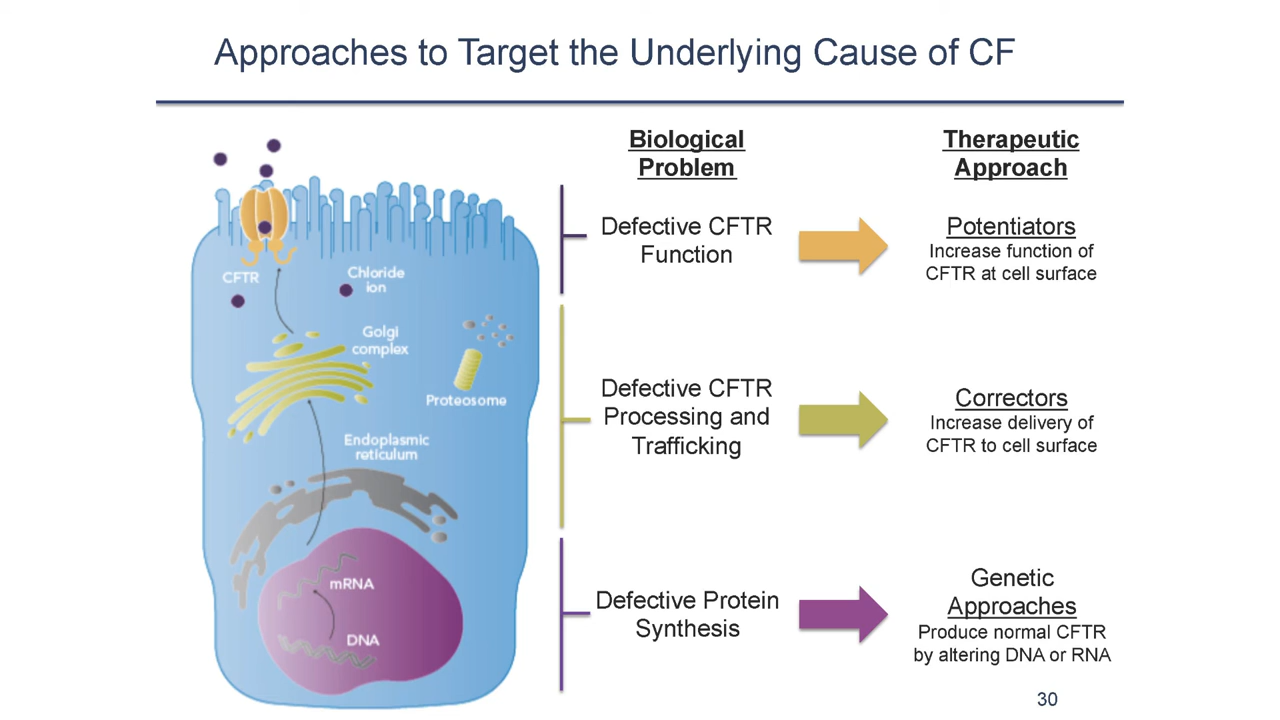 Approaches to Target the Underlying Cause of CF
Biological
Problem
Therapeutic
Approach
CFTR
Chloride
ion
Golgi
complex
Proteosome
Endoplasmic
reticulum
mRNA
DNA
Defective CFTR
Function
Potentiators
Increase function of
CFTR at cell surface
Defective CFTR
Processing and
Trafficking
Correctors
Increase delivery of
CFTR to cell surface
Defective Protein
Synthesis
Genetic
Approaches
Produce normal CFTR
by altering DNA or RNA
30